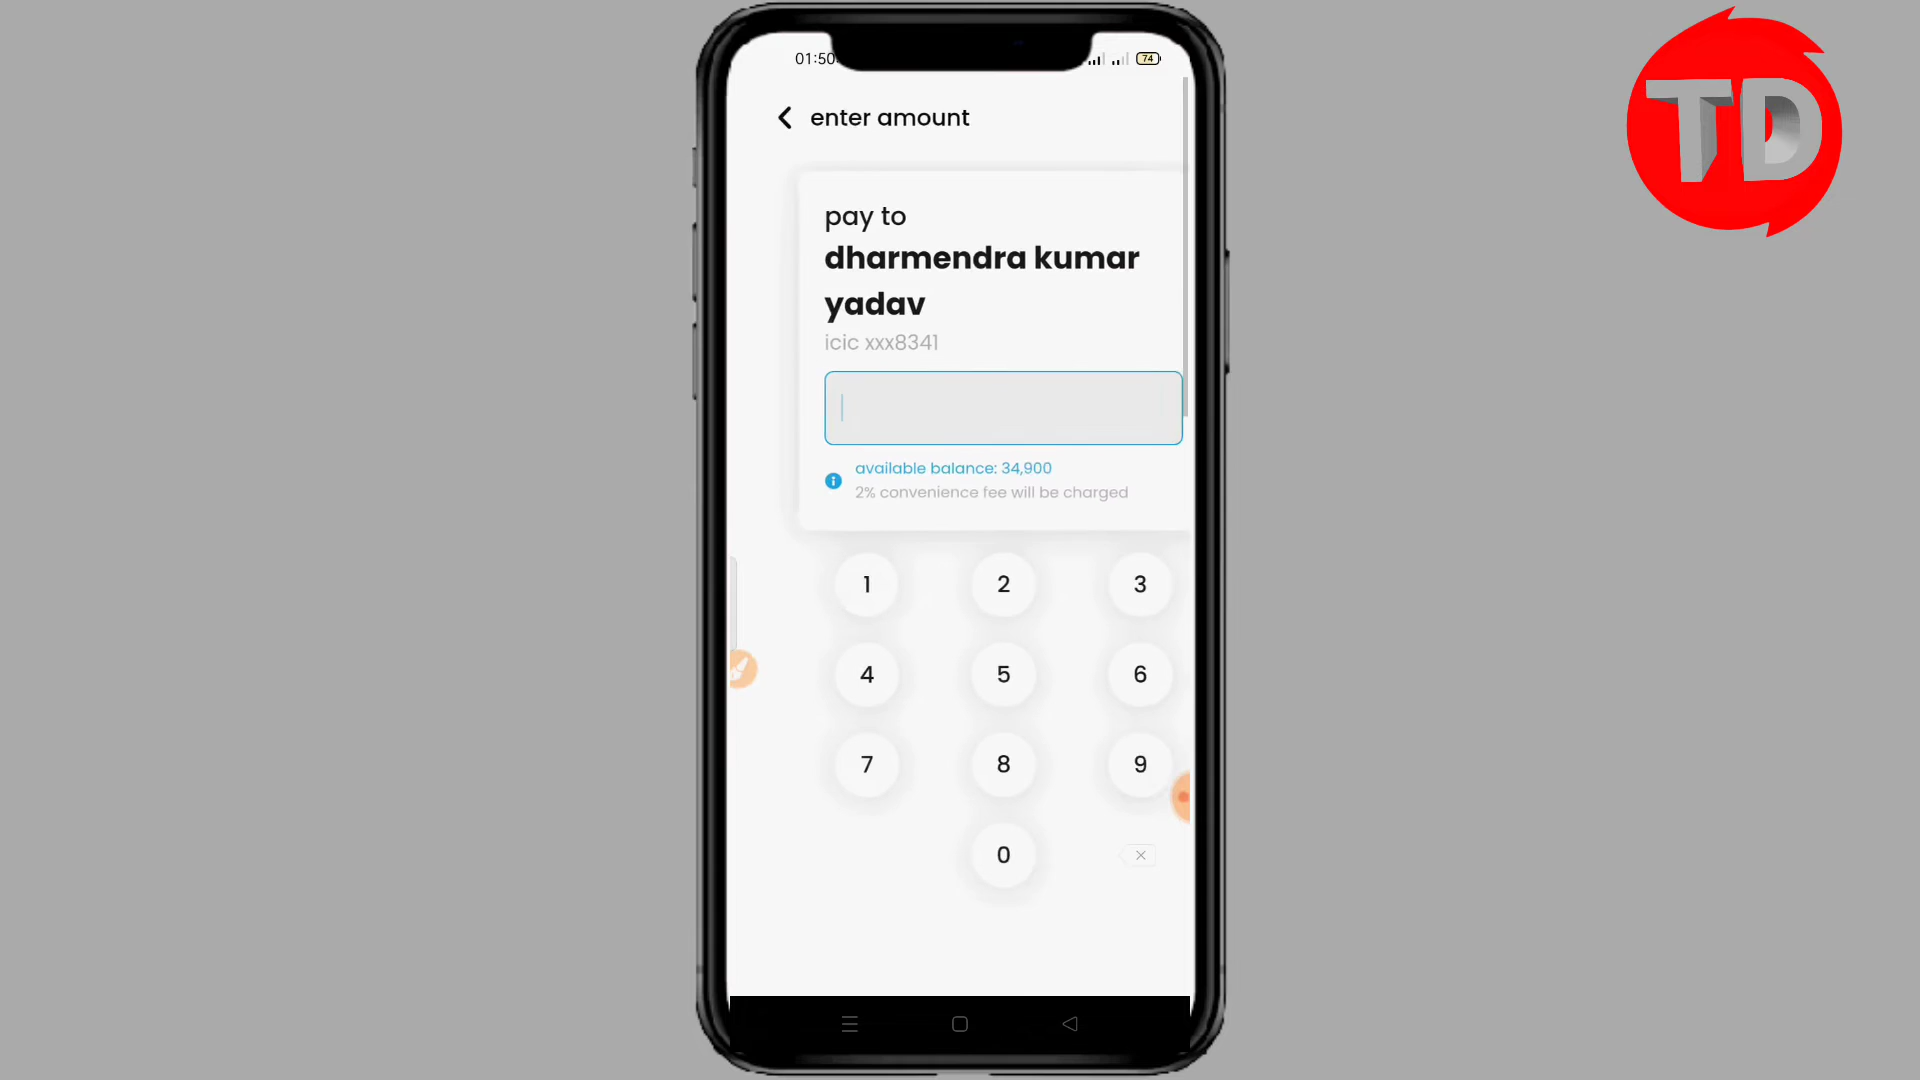 01:50
74
TD
enter amount
pay to
dharmendra kumar
yadav
icic xxx8341
available balance: 34,900
2% convenience fee will be charged
1 2 3
4 5 6
7 8 9
0